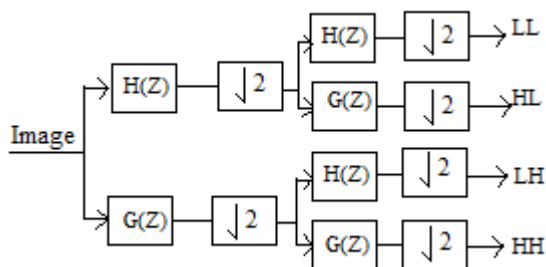 H(Z) ↓2 LL
H(Z) ↓2
G(Z) ↓2 HL
Image
H(Z) ↓2 LH
G(Z) ↓2
G(Z) ↓2 HH